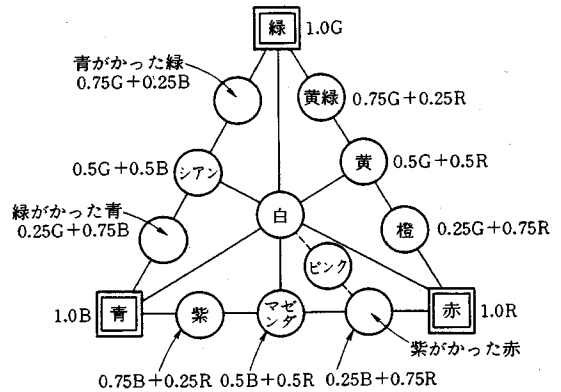 緑 1.0G
青がかった緑
0.75G+0.25B
黄緑 0.75G+0.25R
0.5G+0.5B シアン
黄 0.5G+0.5R
緑がかった青
0.25G+0.75B
白
橙 0.25G+0.75R
ピンク
1.0B 青
紫
マゼ
ンダ
赤 1.0R
紫がかった赤
0.75B+0.25R 0.5B+0.5R 0.25B+0.75R